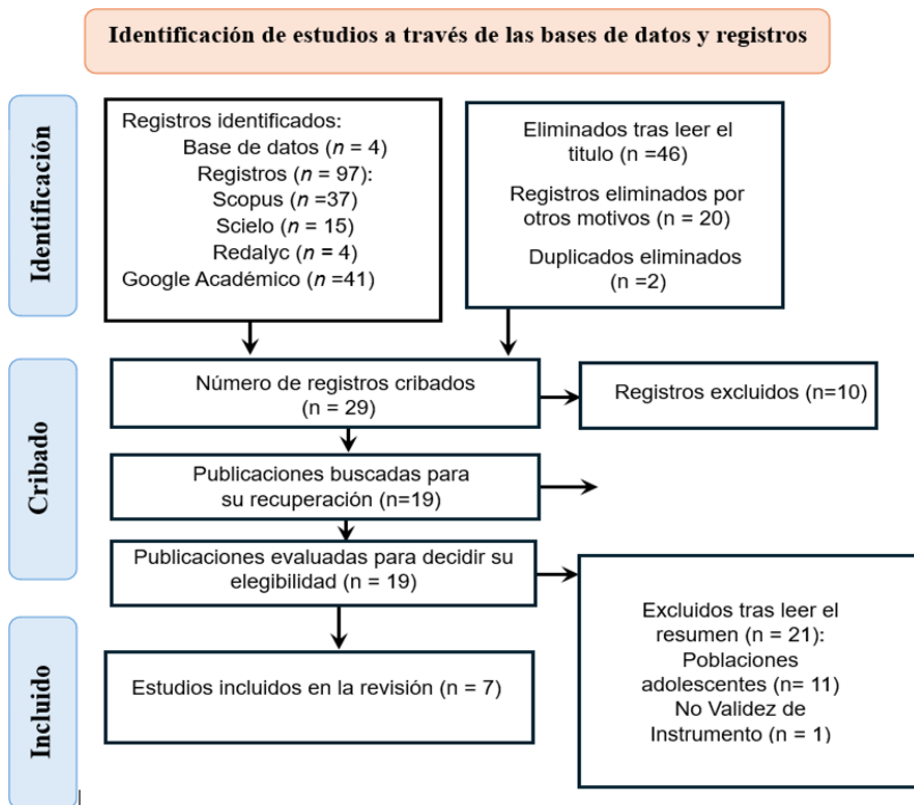 Identificación de estudios a través de las bases de datos y registros
Identificación
Registros identificados:
Base de datos (n = 4)
Registros (n = 97):
Scopus (n =37)
Scielo (n = 15)
Redalyc (n = 4)
Google Académico (n =41)
Eliminados tras leer el
titulo (n =46)
Registros eliminados por
otros motivos (n = 20)
Duplicados eliminados
(n =2)
Cribado
Número de registros cribados
(n = 29)
Registros excluidos (n=10)
Publicaciones buscadas para
su recuperación (n=19)
Publicaciones evaluadas para decidir su
elegibilidad (n = 19)
Excluidos tras leer el
resumen (n = 21):
Poblaciones
adolescentes (n= 11)
No Validez de
Instrumento (n = 1)
Incluido
Estudios incluidos en la revisión (n = 7)